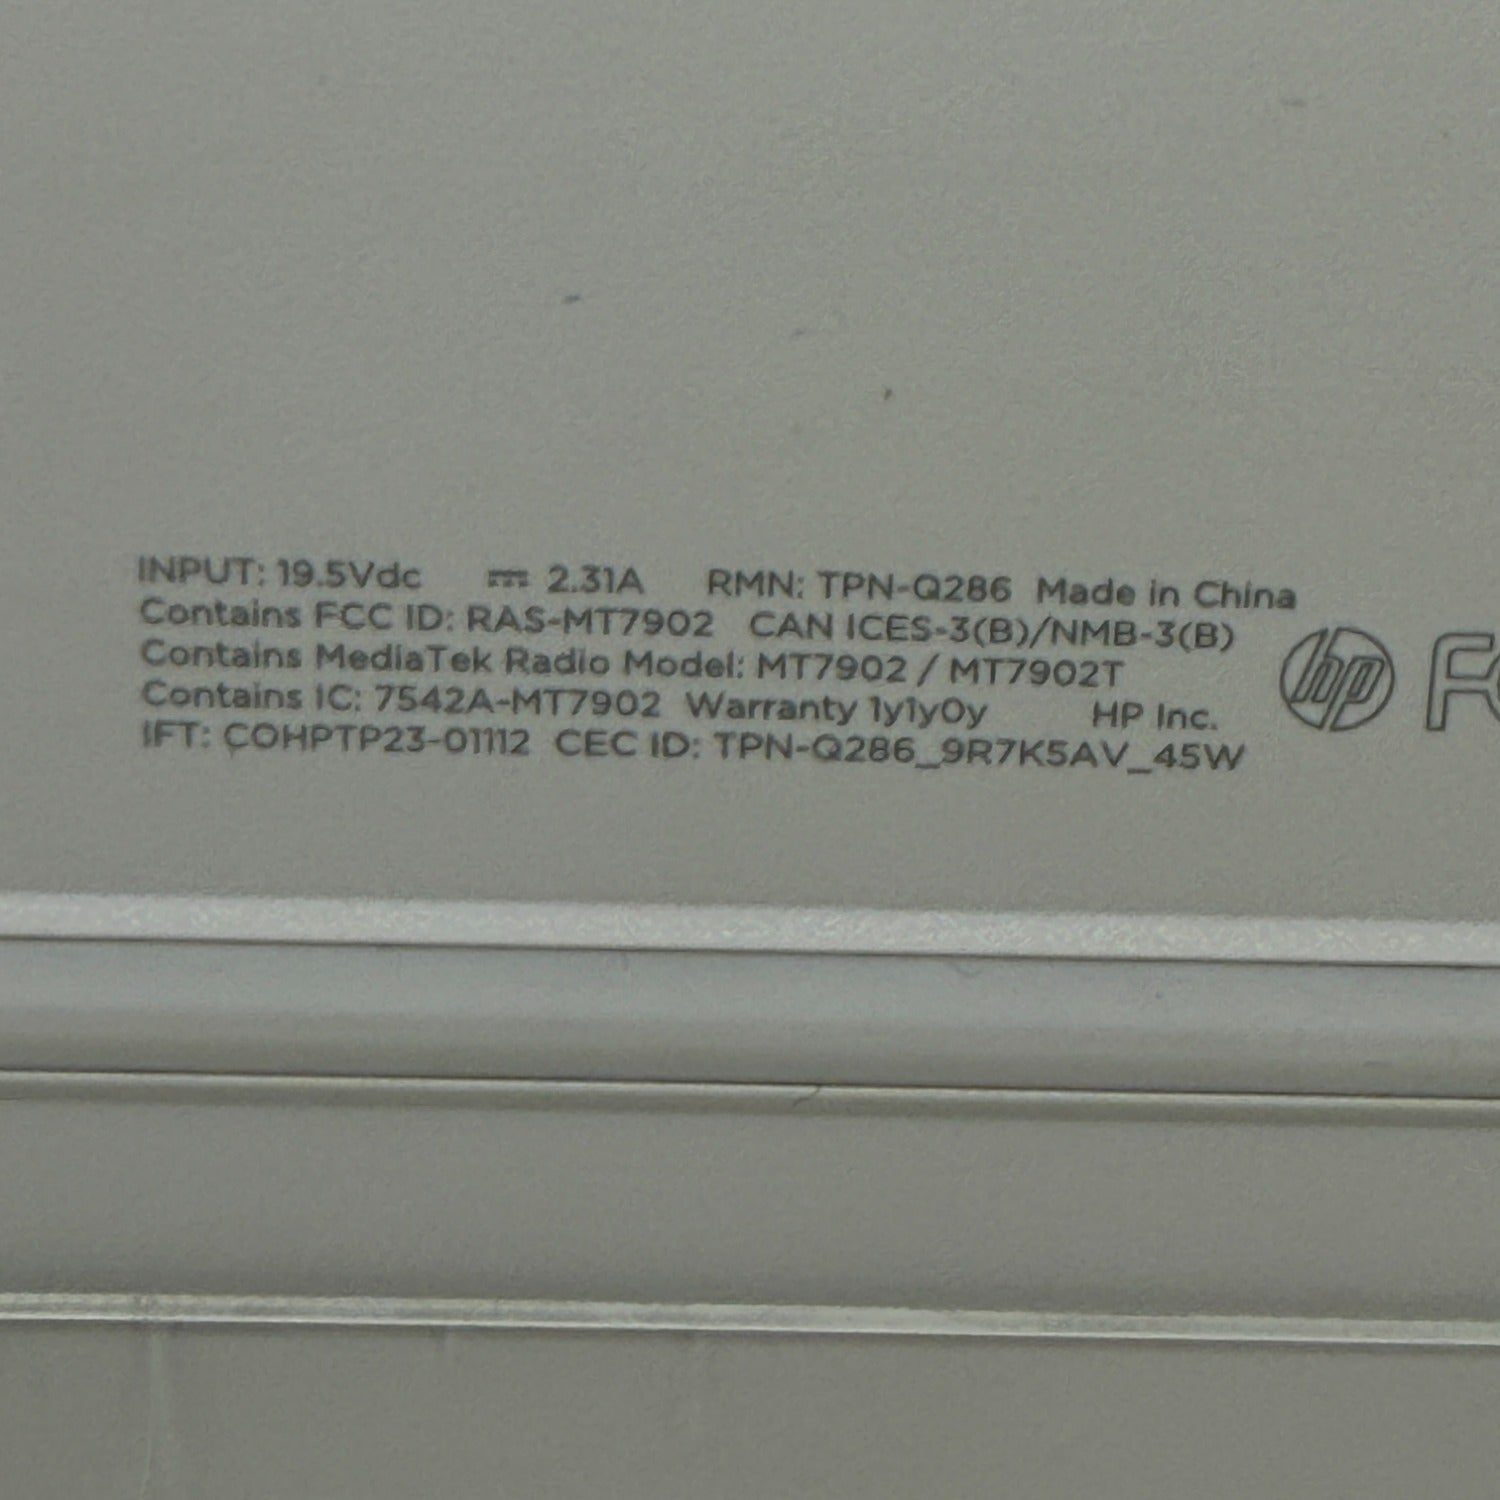 INPUT: 19.5Vdc ⎓ 2.31A RMN: TPN-Q286 Made in China
Contains FCC ID: RAS-MT7902 CAN ICES-3(B)/NMB-3(B)
Contains MediaTek Radio Model: MT7902 / MT7902T
Contains IC: 7542A-MT7902 Warranty 1y1y0y HP Inc.
IFT: COHPTP23-01112 CEC ID: TPN-Q286_9R7K5AV_45W
hp